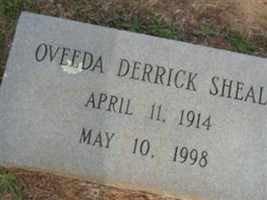 OVEEDA DERRICK SHEAL
APRIL 11, 1914
MAY 10, 1998